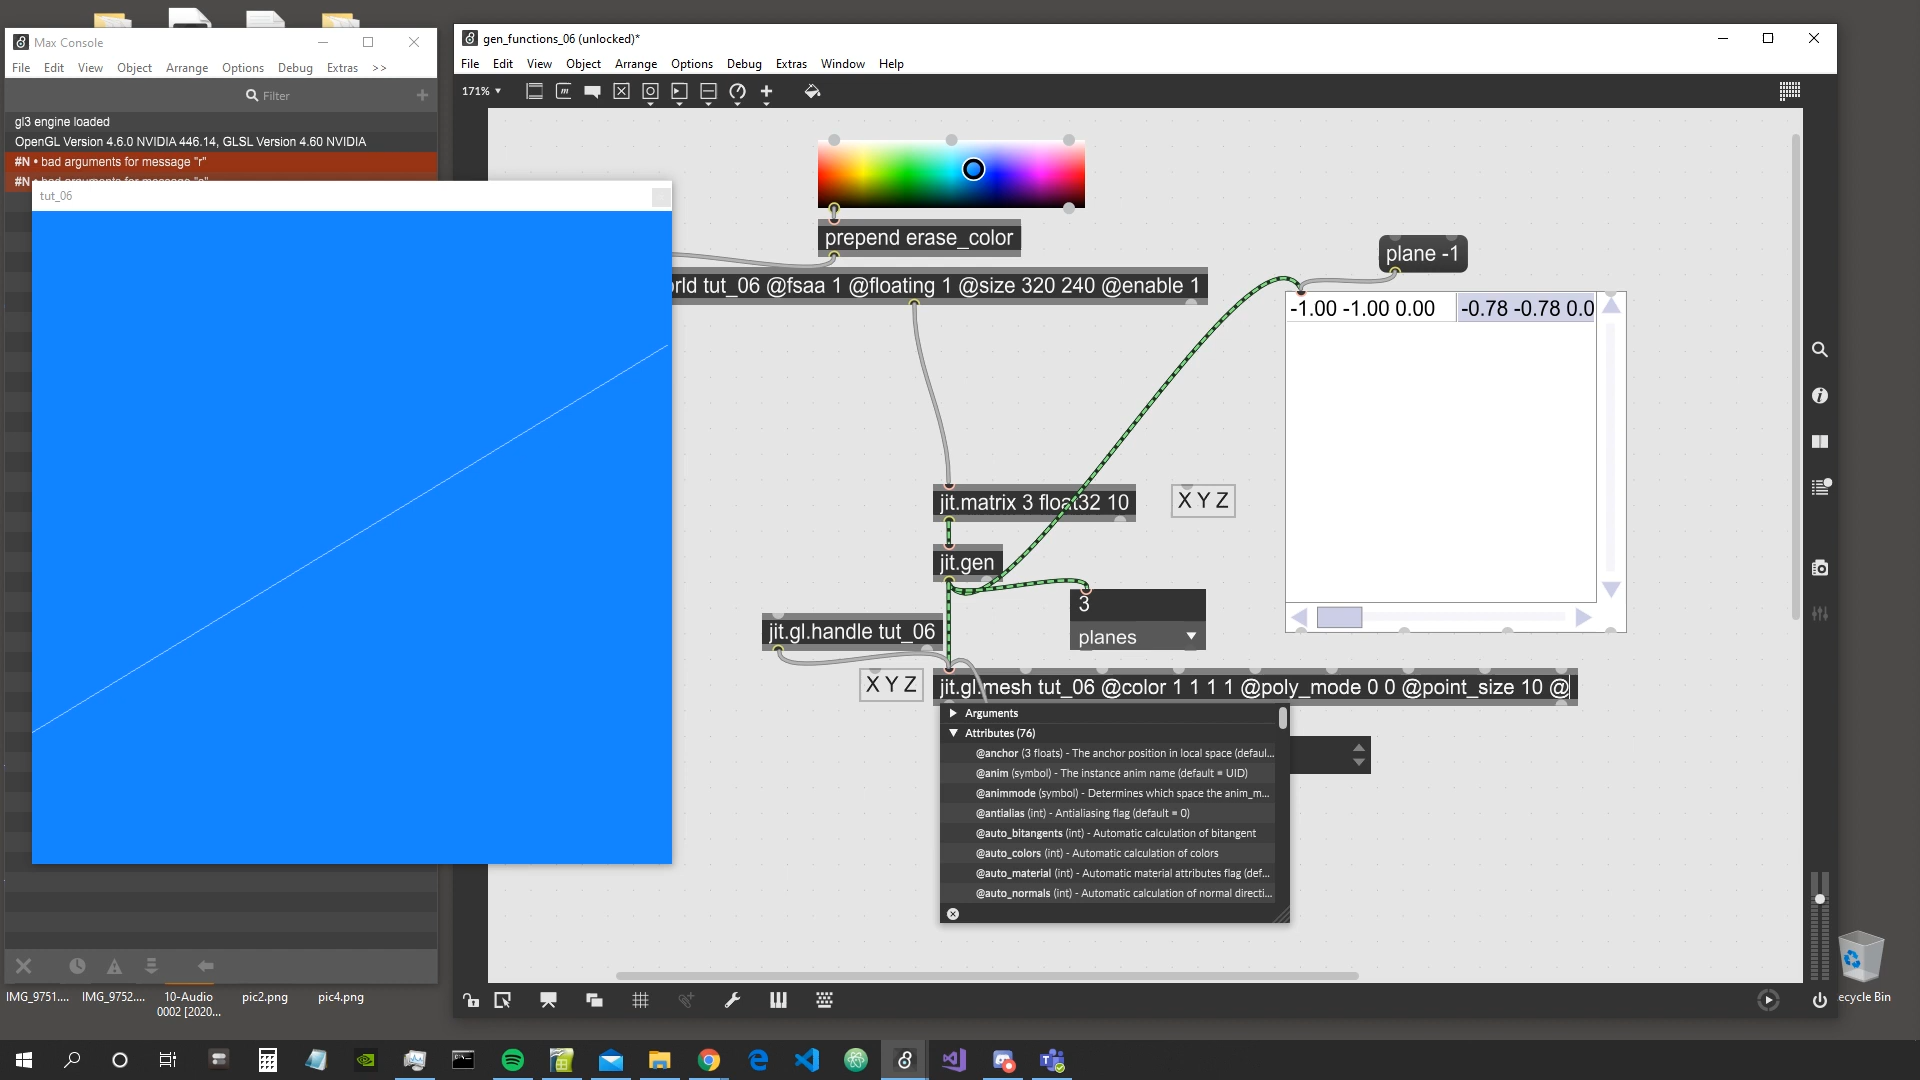 Max Console
File Edit View Object Arrange Options Debug Extras >>
Filter
gl3 engine loaded
OpenGL Version 4.6.0 NVIDIA 446.14, GLSL Version 4.60 NVIDIA
#N • bad arguments for message "r"
#N • bad arguments for message
tut_06
gen_functions_06 (unlocked)*
File Edit View Object Arrange Options Debug Extras Window Help
171%
prepend erase_color
rld tut_06 @fsaa 1 @floating 1 @size 320 240 @enable 1
plane -1
-1.00 -1.00 0.00 -0.78 -0.78 0.0
jit.matrix 3 float32 10
X Y Z
jit.gen
3
planes
jit.gl.handle tut_06
X Y Z
jit.gl.mesh tut_06 @color 1 1 1 1 @poly_mode 0 0 @point_size 10 @
Arguments
Attributes (76)
@anchor (3 floats) - The anchor position in local space (defaul...
@anim (symbol) - The instance anim name (default = UID)
@animmode (symbol) - Determines which space the anim_m...
@antialias (int) - Antialiasing flag (default = 0)
@auto_bitangents (int) - Automatic calculation of bitangent
@auto_colors (int) - Automatic calculation of colors
@auto_material (int) - Automatic material attributes flag (def...
@auto_normals (int) - Automatic calculation of normal directi...
IMG_9751.... IMG_9752.... 10-Audio pic2.png pic4.png
0002 [2020...
ecycle Bin